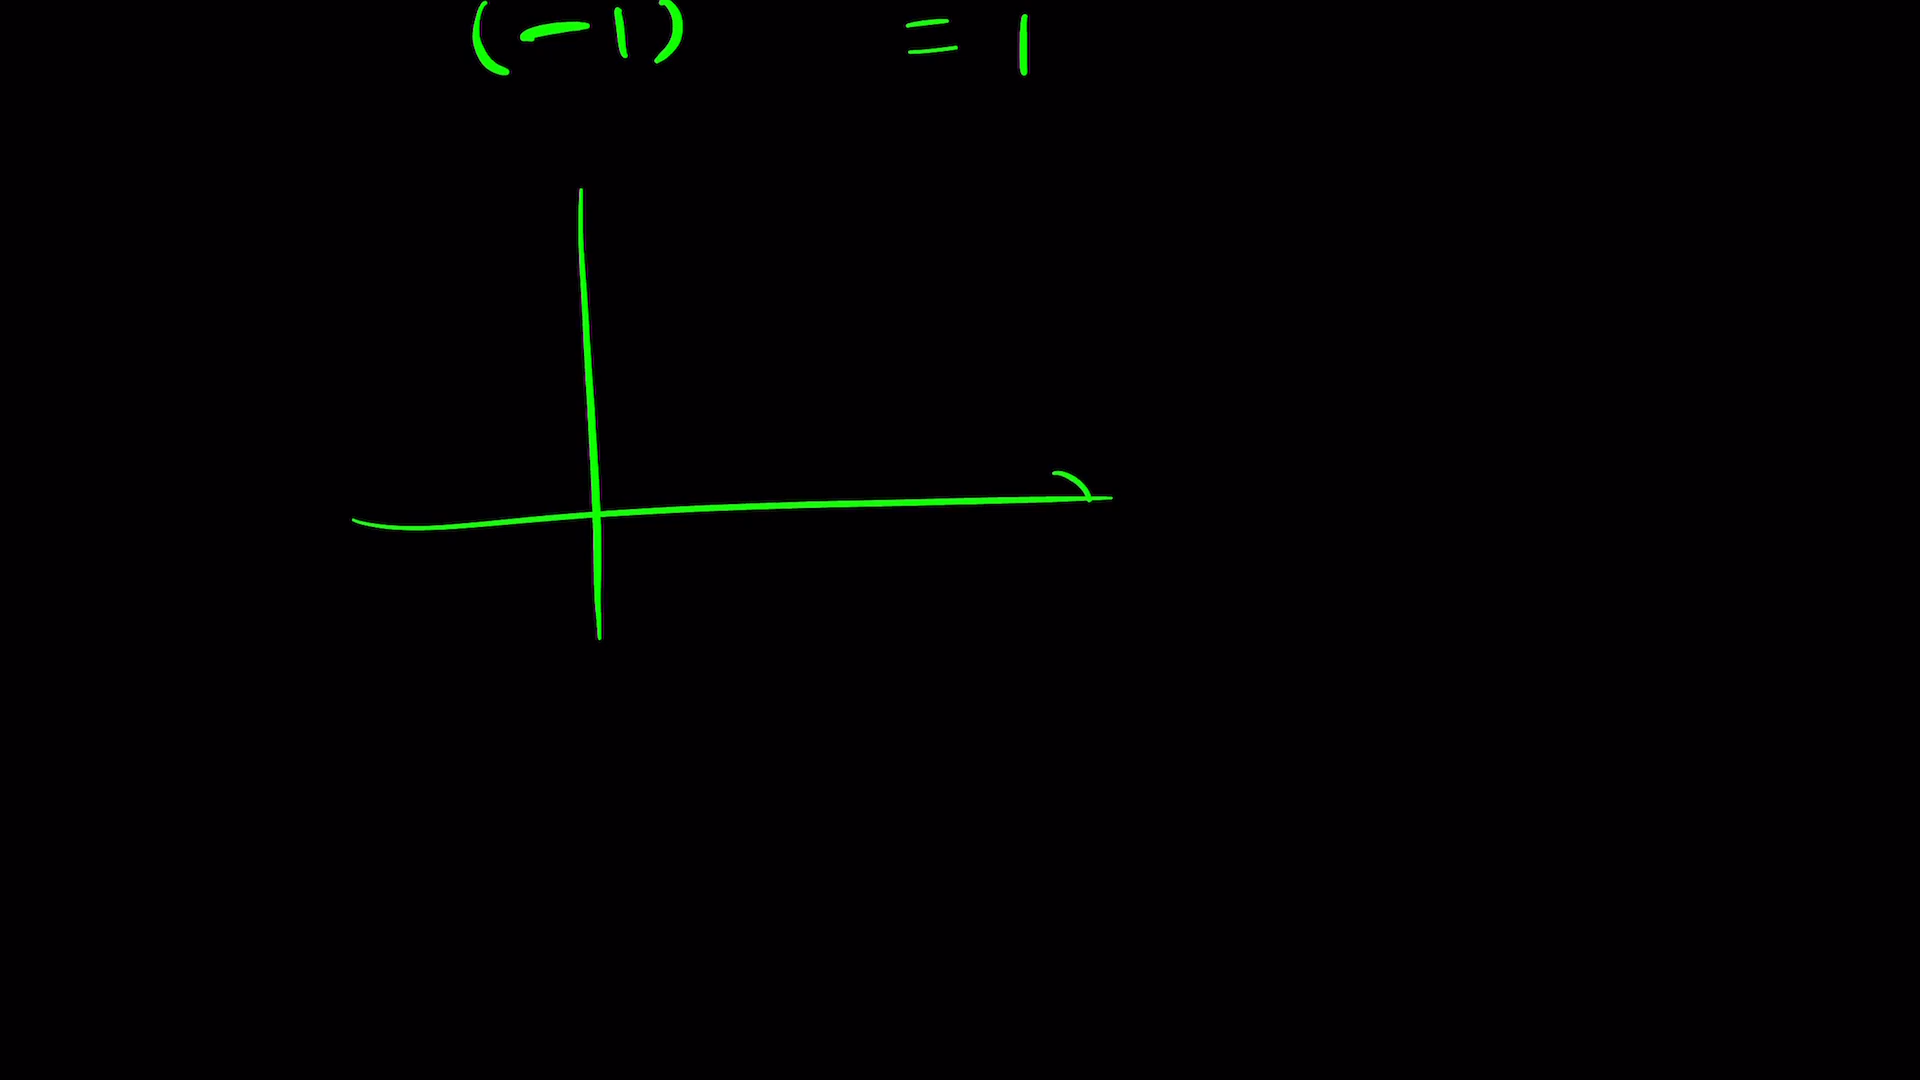 (-1) = 1